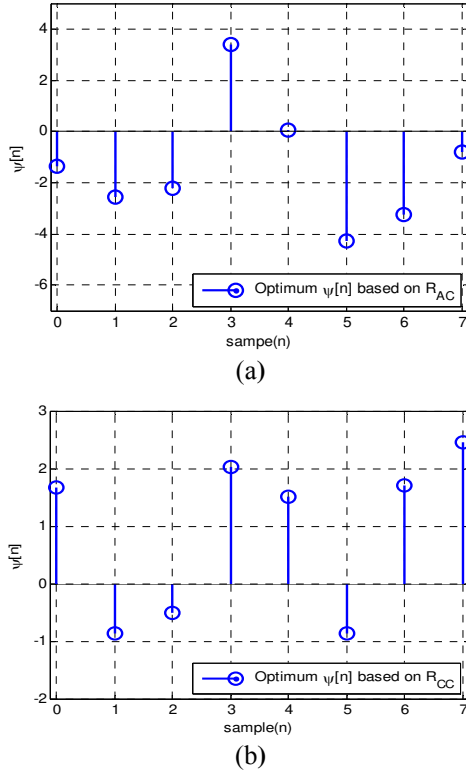 4
2
0
-2
-4
-6
ψ[n]
Optimum ψ[n] based on R_AC
0 1 2 3 4 5 6 7
sampe(n)
(a)
3
2
1
0
-1
-2
ψ[n]
Optimum ψ[n] based on R_CC
0 1 2 3 4 5 6 7
sample(n)
(b)